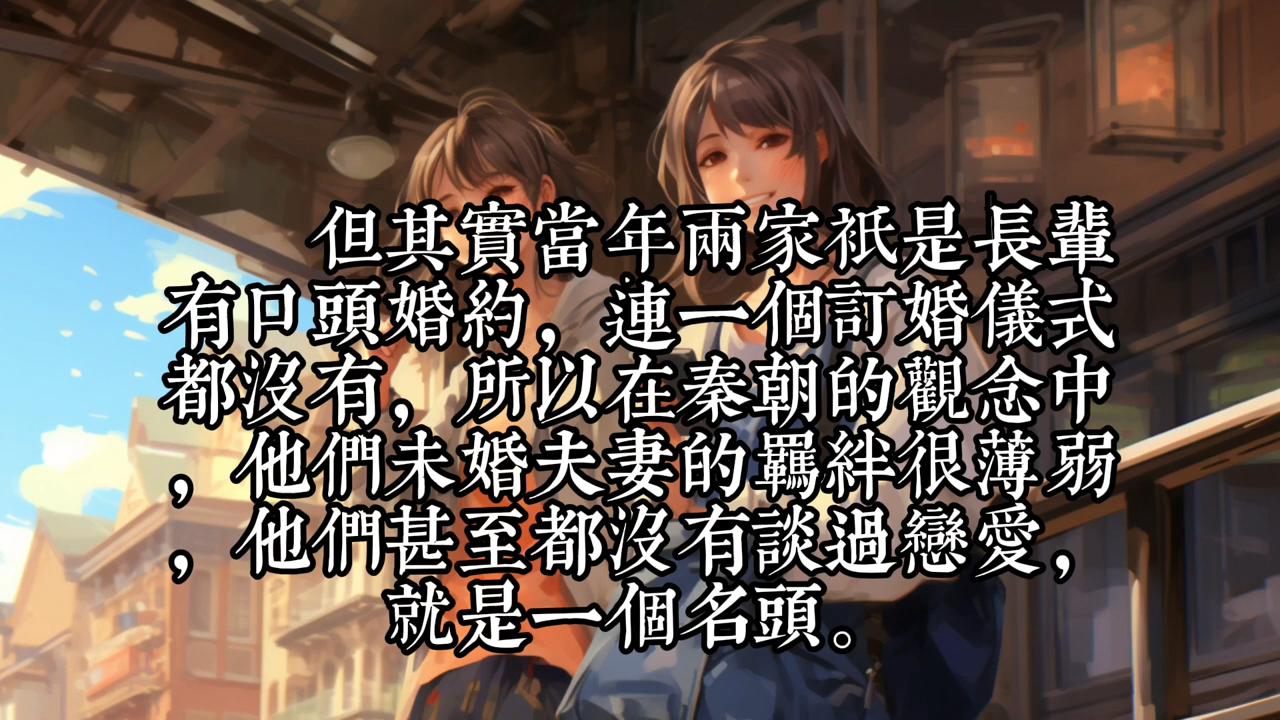 但其實當年兩家祇是長輩
有口頭婚約，連一個訂婚儀式
都沒有，所以在秦朝的觀念中
，他們未婚夫妻的羈絆很薄弱
，他們甚至都沒有談過戀愛，
就是一個名頭。